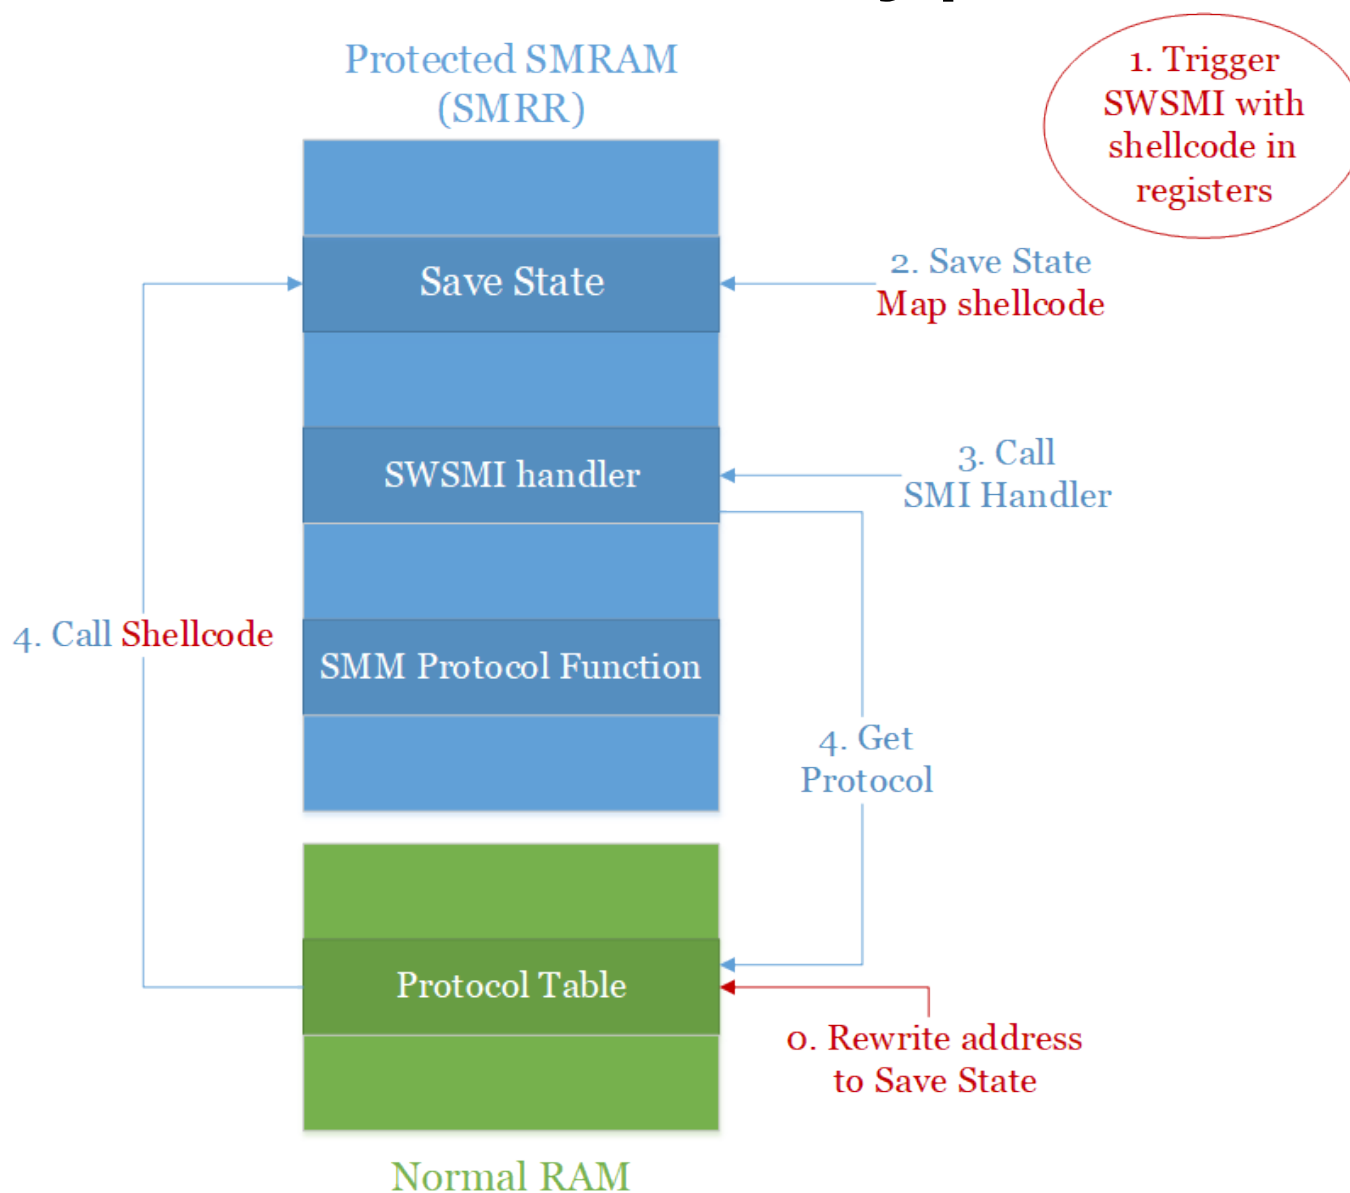 Protected SMRAM
(SMRR)
1. Trigger
SWSMI with
shellcode in
registers
Save State
2. Save State
Map shellcode
SWSMI handler
3. Call
SMI Handler
4. Call Shellcode
SMM Protocol Function
4. Get
Protocol
Protocol Table
0. Rewrite address
to Save State
Normal RAM